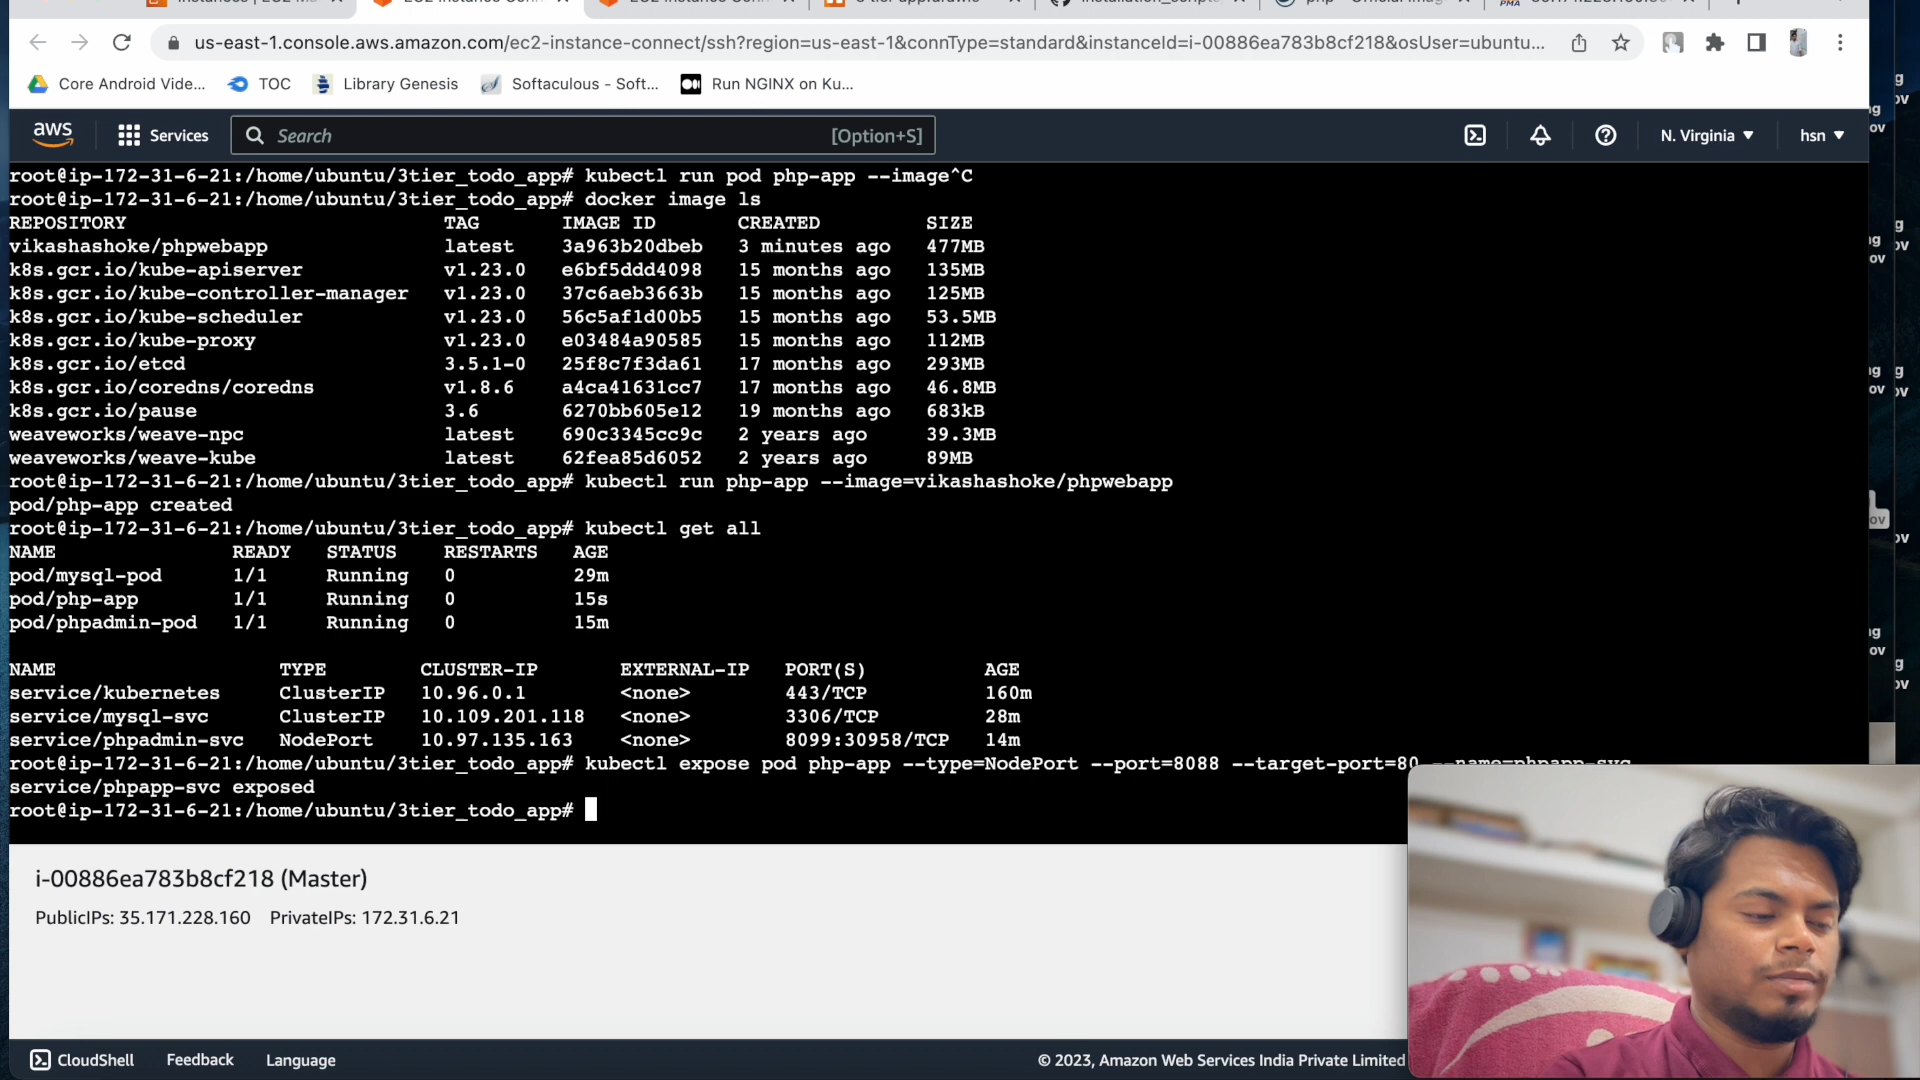 us-east-1.console.aws.amazon.com/ec2-instance-connect/ssh?region=us-east-1&connType=standard&instanceId=i-00886ea783b8cf218&osUser=ubuntu...
Core Android Vide... TOC Library Genesis Softaculous - Soft... Run NGINX on Ku...
aws Services Search [Option+S] N. Virginia hsn
root@ip-172-31-6-21:/home/ubuntu/3tier_todo_app# kubectl run pod php-app --image^C
root@ip-172-31-6-21:/home/ubuntu/3tier_todo_app# docker image ls
REPOSITORY TAG IMAGE ID CREATED SIZE
vikashashoke/phpwebapp latest 3a963b20dbeb 3 minutes ago 477MB
k8s.gcr.io/kube-apiserver v1.23.0 e6bf5ddd4098 15 months ago 135MB
k8s.gcr.io/kube-controller-manager v1.23.0 37c6aeb3663b 15 months ago 125MB
k8s.gcr.io/kube-scheduler v1.23.0 56c5af1d00b5 15 months ago 53.5MB
k8s.gcr.io/kube-proxy v1.23.0 e03484a90585 15 months ago 112MB
k8s.gcr.io/etcd 3.5.1-0 25f8c7f3da61 17 months ago 293MB
k8s.gcr.io/coredns/coredns v1.8.6 a4ca41631cc7 17 months ago 46.8MB
k8s.gcr.io/pause 3.6 6270bb605e12 19 months ago 683kB
weaveworks/weave-npc latest 690c3345cc9c 2 years ago 39.3MB
weaveworks/weave-kube latest 62fea85d6052 2 years ago 89MB
root@ip-172-31-6-21:/home/ubuntu/3tier_todo_app# kubectl run php-app --image=vikashashoke/phpwebapp
pod/php-app created
root@ip-172-31-6-21:/home/ubuntu/3tier_todo_app# kubectl get all
NAME READY STATUS RESTARTS AGE
pod/mysql-pod 1/1 Running 0 29m
pod/php-app 1/1 Running 0 15s
pod/phpadmin-pod 1/1 Running 0 15m
NAME TYPE CLUSTER-IP EXTERNAL-IP PORT(S) AGE
service/kubernetes ClusterIP 10.96.0.1 <none> 443/TCP 160m
service/mysql-svc ClusterIP 10.109.201.118 <none> 3306/TCP 28m
service/phpadmin-svc NodePort 10.97.135.163 <none> 8099:30958/TCP 14m
root@ip-172-31-6-21:/home/ubuntu/3tier_todo_app# kubectl expose pod php-app --type=NodePort --port=8088 --target-port=80 --name=phpapp-svc
service/phpapp-svc exposed
root@ip-172-31-6-21:/home/ubuntu/3tier_todo_app#
i-00886ea783b8cf218 (Master)
PublicIPs: 35.171.228.160 PrivateIPs: 172.31.6.21
CloudShell Feedback Language © 2023, Amazon Web Services India Private Limited